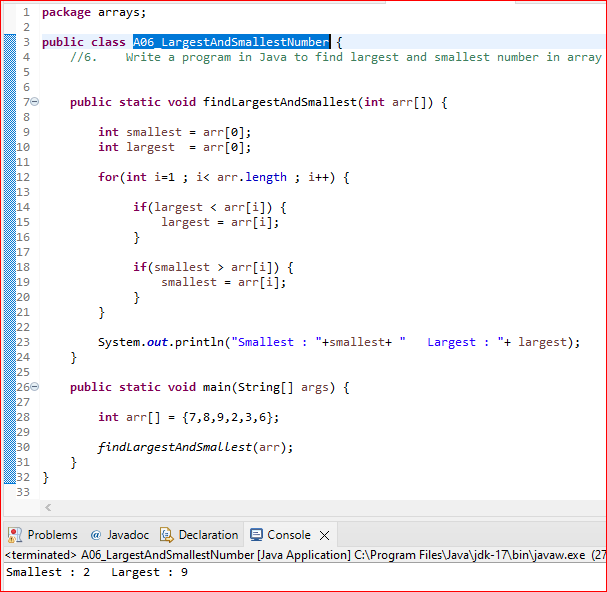 1 package arrays;
2
3 public class A06_LargestAndSmallestNumber {
4 //6. Write a program in Java to find largest and smallest number in array
5
6
7 public static void findLargestAndSmallest(int arr[]) {
8
9 int smallest = arr[0];
10 int largest  = arr[0];
11
12 for(int i=1 ; i< arr.length ; i++) {
13
14 if(largest < arr[i]) {
15 largest = arr[i];
16 }
17
18 if(smallest > arr[i]) {
19 smallest = arr[i];
20 }
21 }
22
23 System.out.println("Smallest : "+smallest+ "   Largest : "+ largest);
24 }
25
26 public static void main(String[] args) {
27
28 int arr[] = {7,8,9,2,3,6};
29
30 findLargestAndSmallest(arr);
31 }
32 }
33
Problems @ Javadoc Declaration Console
<terminated> A06_LargestAndSmallestNumber [Java Application] C:\Program Files\Java\jdk-17\bin\javaw.exe (27
Smallest : 2   Largest : 9